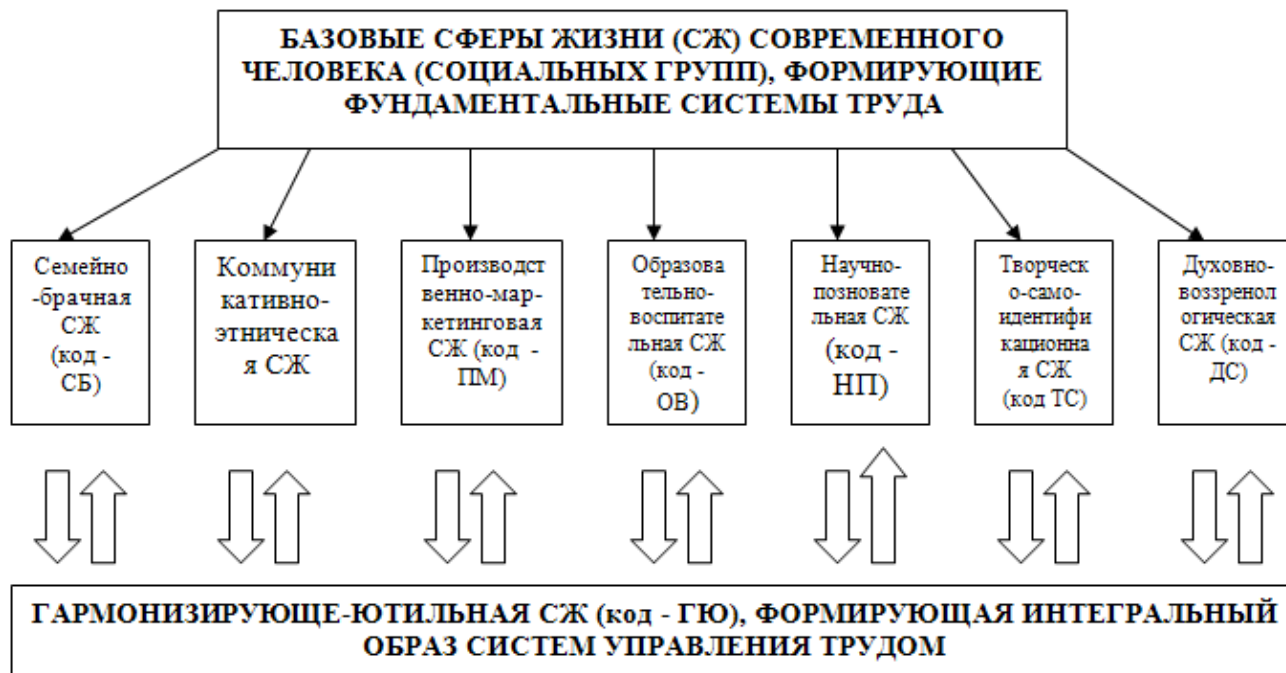 БАЗОВЫЕ СФЕРЫ ЖИЗНИ (СЖ) СОВРЕМЕННОГО
ЧЕЛОВЕКА (СОЦИАЛЬНЫХ ГРУПП), ФОРМИРУЮЩИЕ
ФУНДАМЕНТАЛЬНЫЕ СИСТЕМЫ ТРУДА
Семейно
-брачная
СЖ
(код -
СБ)
Коммуни
кативно-
этническа
я СЖ
Производст
венно-мар-
кетинговая
СЖ (код -
ПМ)
Образова
тельно-
воспитате
льная СЖ
(код -
ОВ)
Научно-
позновате
льная СЖ
(код -
НП)
Творческ
о-само-
идентифи
кационна
я СЖ
(код ТС)
Духовно-
воззренол
огическая
СЖ (код -
ДС)
ГАРМОНИЗИРУЮЩЕ-ЮТИЛЬНАЯ СЖ (код - ГЮ), ФОРМИРУЮЩАЯ ИНТЕГРАЛЬНЫЙ
ОБРАЗ СИСТЕМ УПРАВЛЕНИЯ ТРУДОМ